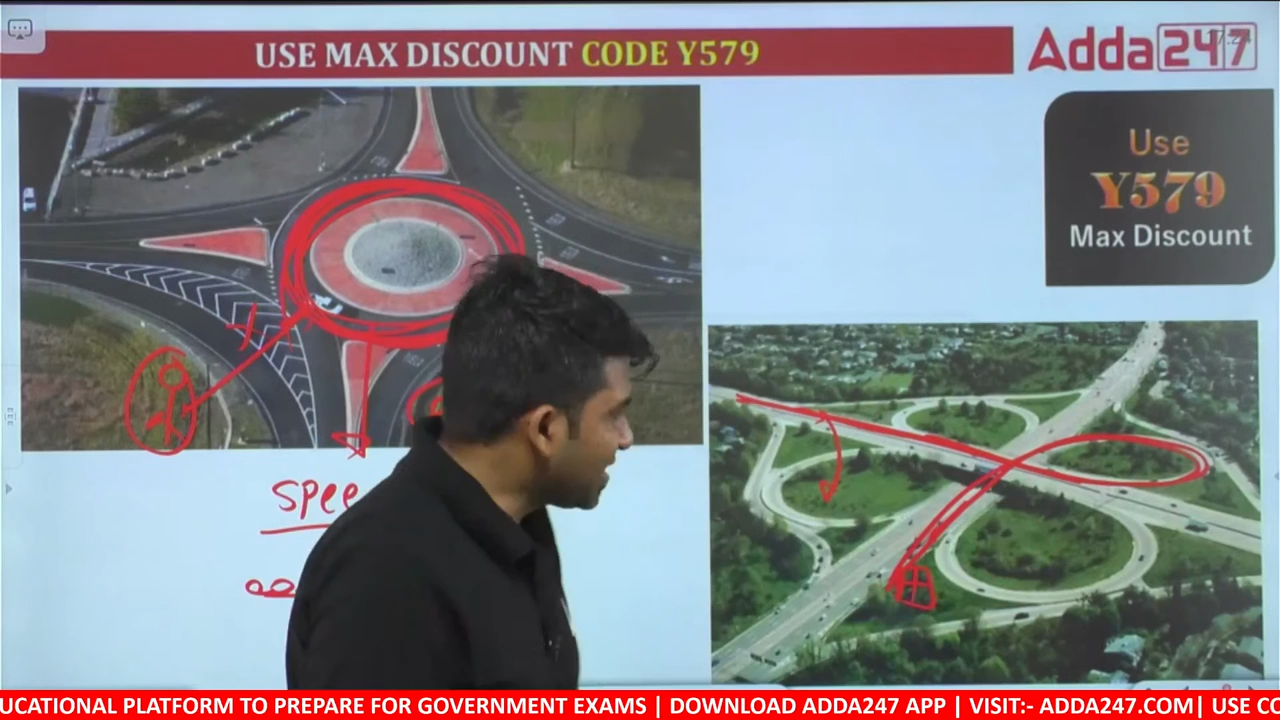 USE MAX DISCOUNT CODE Y579
Adda247
Use
Y579
Max Discount
UCATIONAL PLATFORM TO PREPARE FOR GOVERNMENT EXAMS | DOWNLOAD ADDA247 APP | VISIT:- ADDA247.COM| USE CO